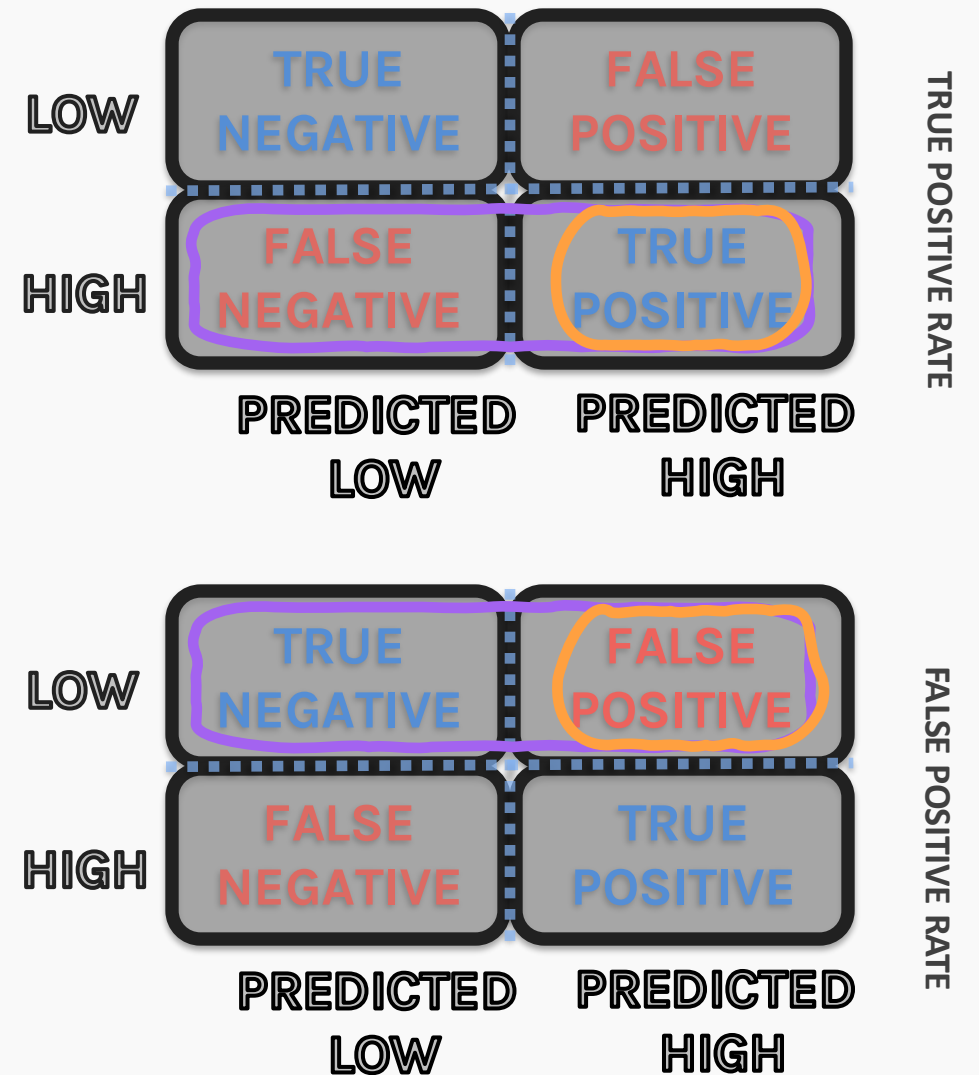 TRUE
NEGATIVE
FALSE
POSITIVE
LOW
FALSE
NEGATIVE
TRUE
POSITIVE
HIGH
PREDICTED
LOW
PREDICTED
HIGH
TRUE POSITIVE RATE
TRUE
NEGATIVE
FALSE
POSITIVE
LOW
FALSE
NEGATIVE
TRUE
POSITIVE
HIGH
PREDICTED
LOW
PREDICTED
HIGH
FALSE POSITIVE RATE